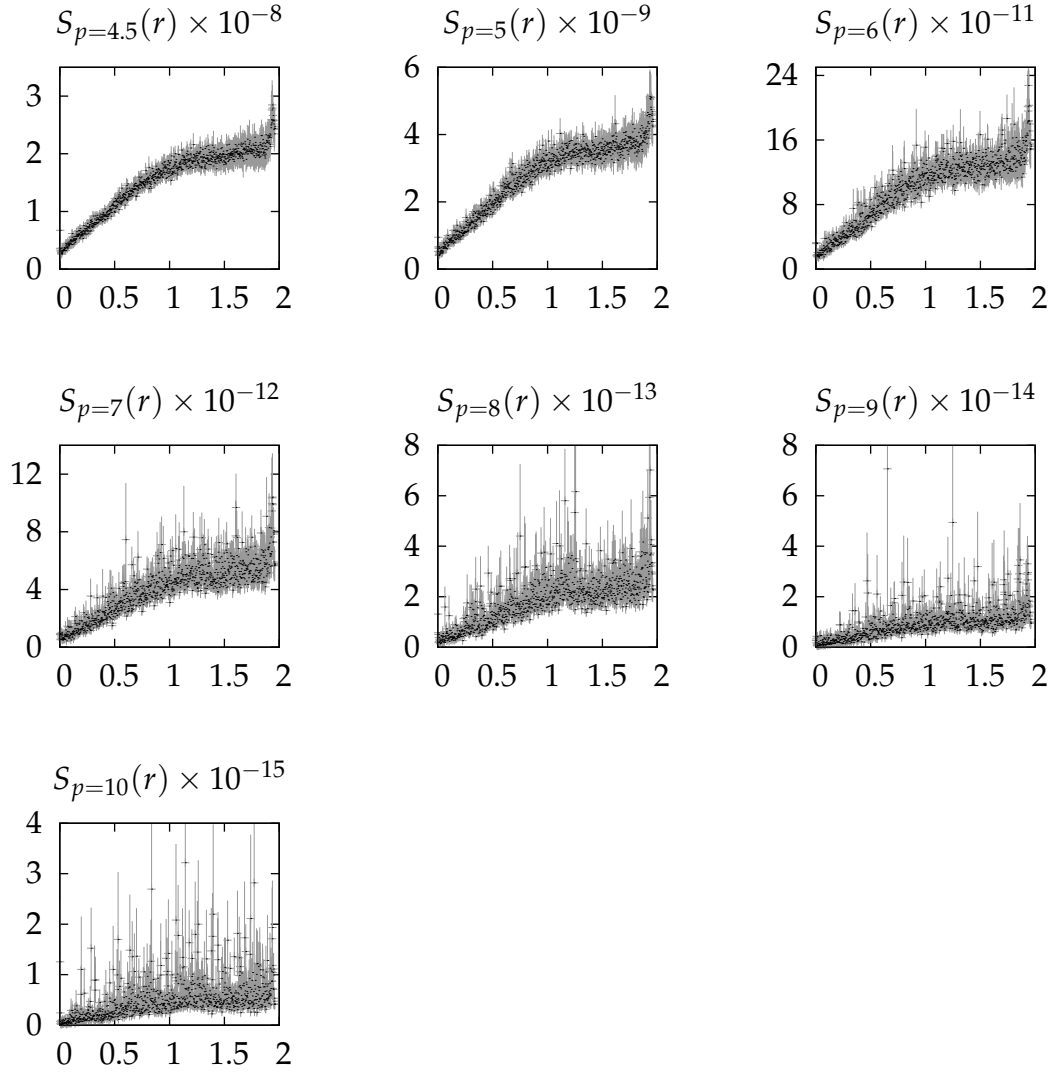 S_{p=4.5}(r) × 10^{−8}
3
2
1
0
0 0.5 1 1.5 2
S_{p=5}(r) × 10^{−9}
6
4
2
0
0 0.5 1 1.5 2
S_{p=6}(r) × 10^{−11}
24
16
8
0
0 0.5 1 1.5 2
S_{p=7}(r) × 10^{−12}
12
8
4
0
0 0.5 1 1.5 2
S_{p=8}(r) × 10^{−13}
8
6
4
2
0
0 0.5 1 1.5 2
S_{p=9}(r) × 10^{−14}
8
6
4
2
0
0 0.5 1 1.5 2
S_{p=10}(r) × 10^{−15}
4
3
2
1
0
0 0.5 1 1.5 2